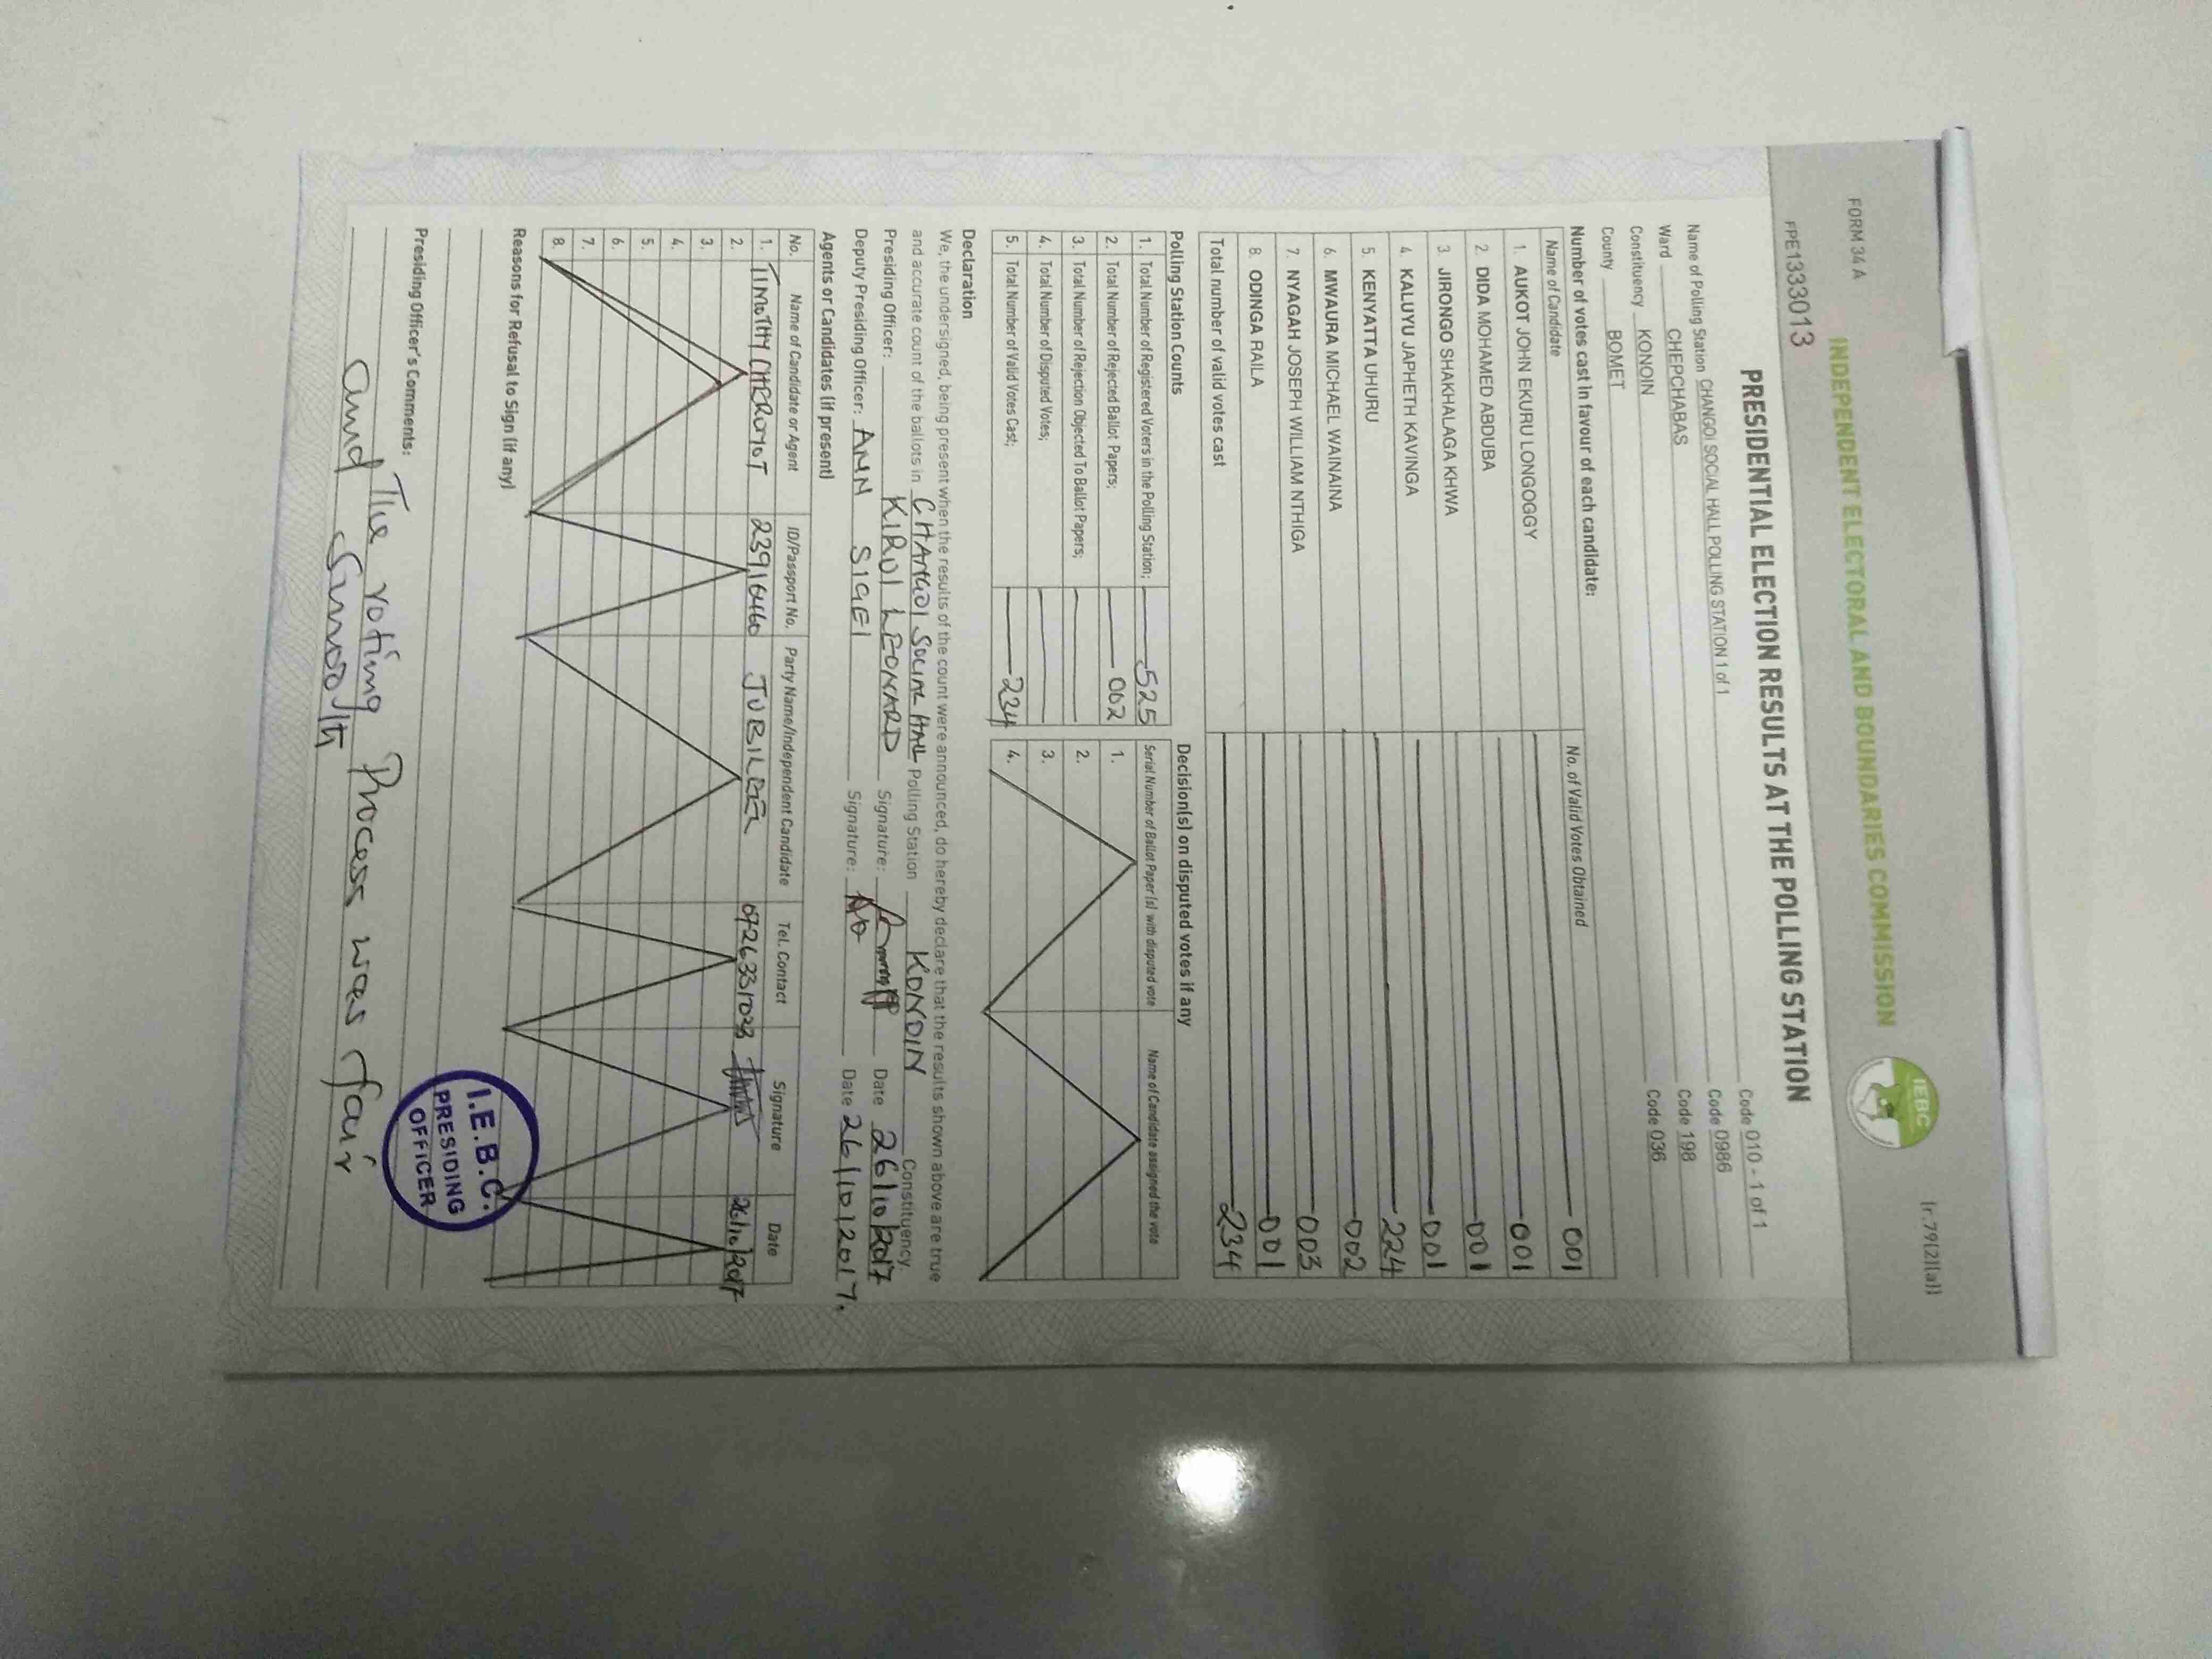 FORM 34 A
(r.79(2)(a))
INDEPENDENT ELECTORAL AND BOUNDARIES COMMISSION
IEBC
FPE1333013
PRESIDENTIAL ELECTION RESULTS AT THE POLLING STATION
Name of Polling Station CHANGOI SOCIAL HALL POLLING STATION 1 of 1 Code 010 - 1 of 1
Ward CHEPCHABAS Code 0986
Constituency KONOIN Code 198
County BOMET Code 036
Number of votes cast in favour of each candidate:
Name of Candidate No. of Valid Votes Obtained
1. AUKOT JOHN EKURU LONGOGGY 001
2. DIDA MOHAMED ABDUBA 001
3. JIRONGO SHAKHALAGA KHWA 001
4. KALUYU JAPHETH KAVINGA 001
5. KENYATTA UHURU 224
6. MWAURA MICHAEL WAINAINA 002
7. NYAGAH JOSEPH WILLIAM NTHIGA 003
8. ODINGA RAILA 001
Total number of valid votes cast 234
Polling Station Counts
1. Total Number of Registered Voters in the Polling Station; 525
2. Total Number of Rejected Ballot Papers; 002
3. Total Number of Rejection Objected To Ballot Papers;
4. Total Number of Disputed Votes;
5. Total Number of Valid Votes Cast; 234
Decision(s) on disputed votes if any
Serial Number of Ballot Paper (s) with disputed vote Name of Candidate assigned the vote
1.
2.
3.
4.
Declaration
We, the undersigned, being present when the results of the count were announced, do hereby declare that the results shown above are true
and accurate count of the ballots in CHANGOI SOCIAL HALL Polling Station KONOIN Constituency.
Presiding Officer: KIRUI LEONARD Signature: Date 26/10/2017
Deputy Presiding Officer: ANN SIGEI Signature: Date 26/10/2017.
Agents or Candidates (if present)
No. Name of Candidate or Agent ID/Passport No. Party Name/Independent Candidate Tel. Contact Signature Date
1. TIMOTHY CHERUIYOT 23916460 JUBILEE 26/10/2017
2.
3.
4.
5.
6.
7.
8.
Reasons for Refusal to Sign (if any)
I.E.B.C.
PRESIDING
OFFICER
Presiding Officer's Comments:
The voting Process was fair
and Smooth